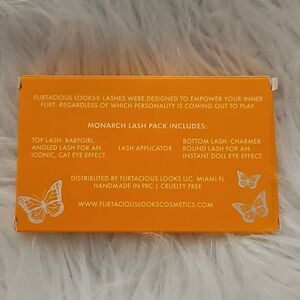 FLIRTACIOUS LOOKS® LASHES WERE DESIGNED TO EMPOWER YOUR INNER
FLIRT, REGARDLESS OF WHICH PERSONALITY IS COMING OUT TO PLAY.
MONARCH LASH PACK INCLUDES:
TOP LASH: BABYGIRL
ANGLED LASH FOR AN
ICONIC, CAT EYE EFFECT.
LASH APPLICATOR
BOTTOM LASH: CHARMER
ROUND LASH FOR AN
INSTANT DOLL EYE EFFECT.
DISTRIBUTED BY FLIRTACIOUS LOOKS LLC, MIAMI FL
HANDMADE IN PRC | CRUELTY FREE
WWW.FLIRTACIOUSLOOKSCOSMETICS.COM